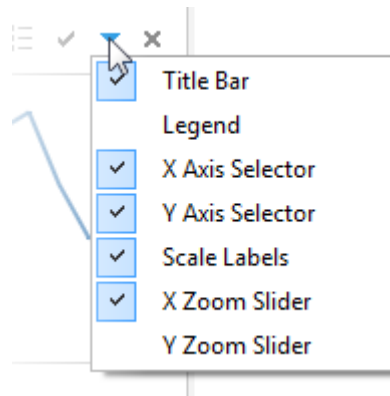 Title Bar
Legend
X Axis Selector
Y Axis Selector
Scale Labels
X Zoom Slider
Y Zoom Slider